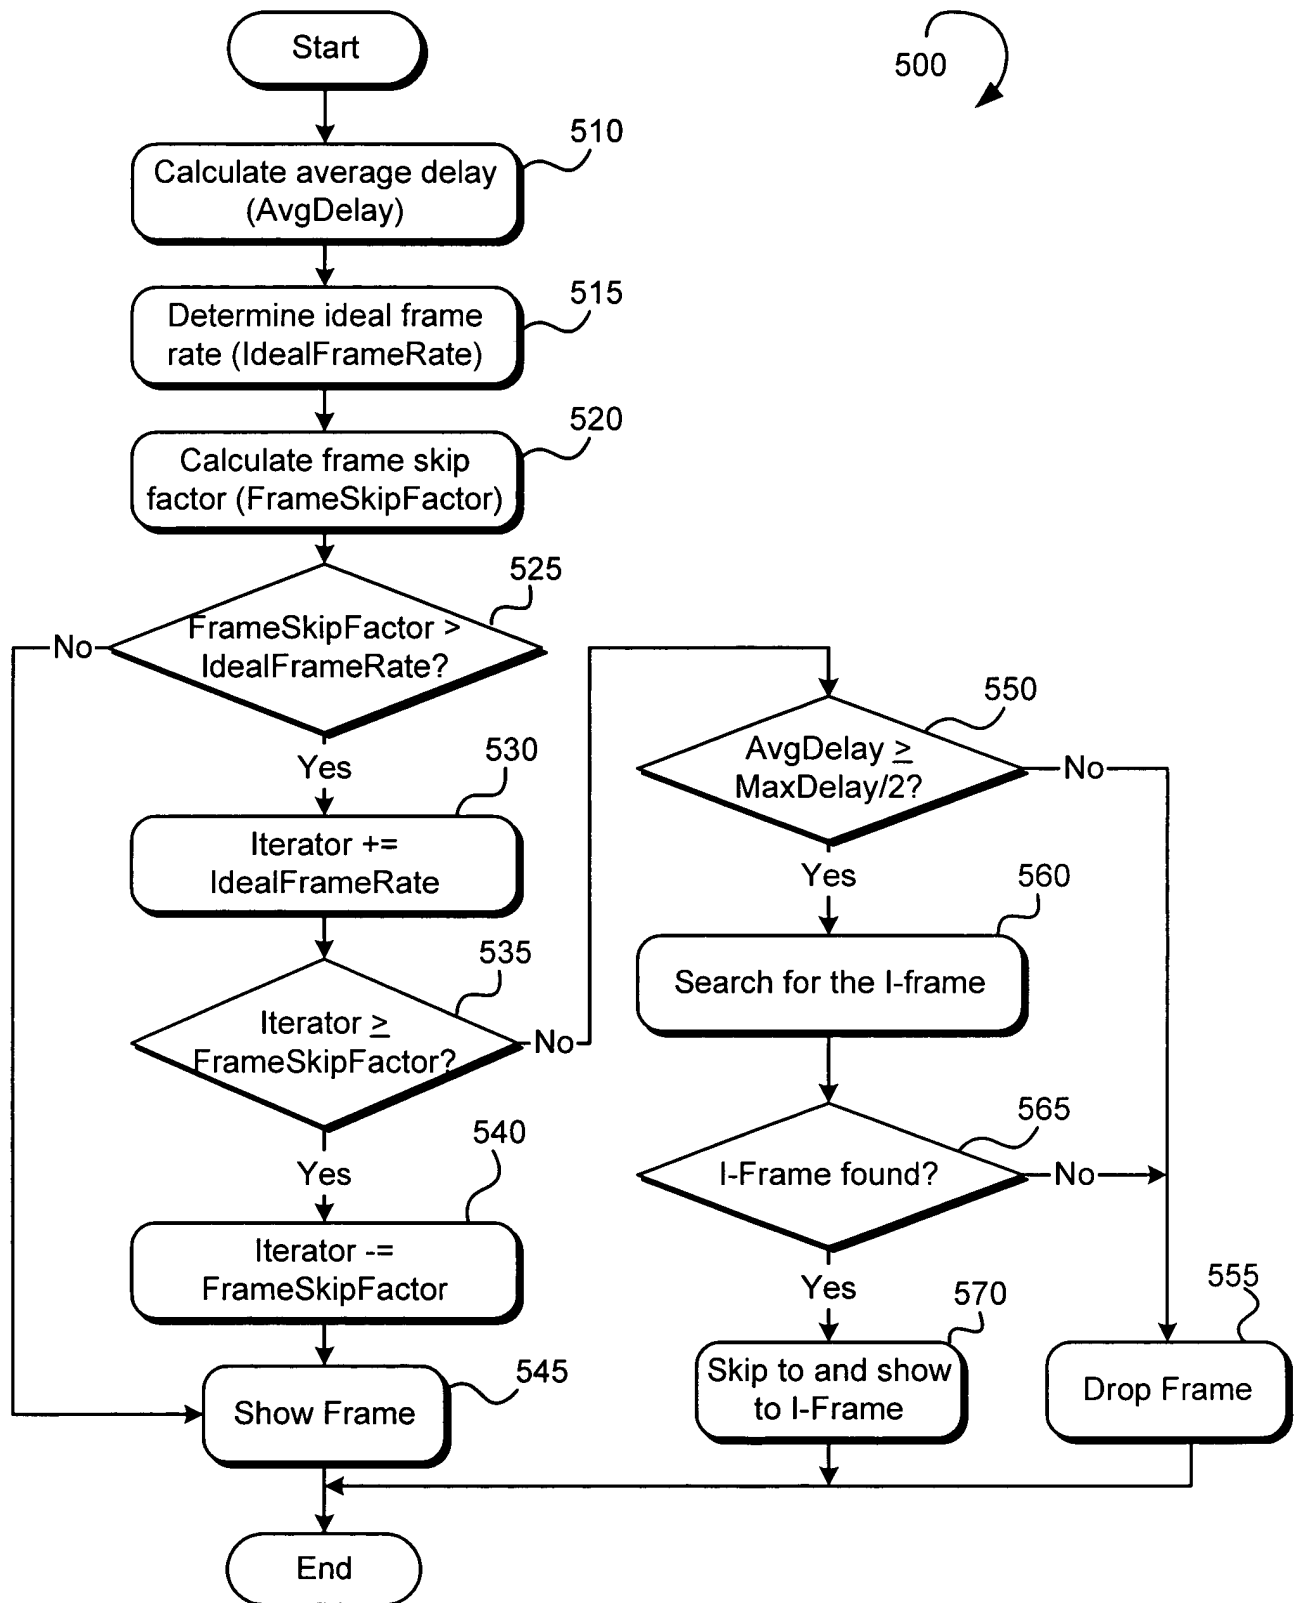 Start
500
510
Calculate average delay
(AvgDelay)
515
Determine ideal frame
rate (IdealFrameRate)
520
Calculate frame skip
factor (FrameSkipFactor)
525
FrameSkipFactor >
IdealFrameRate?
No
Yes
530
Iterator +=
IdealFrameRate
535
Iterator ≥
FrameSkipFactor?
No
Yes
540
Iterator -=
FrameSkipFactor
545
Show Frame
550
AvgDelay ≥
MaxDelay/2?
No
Yes
560
Search for the I-frame
565
I-Frame found?
No
Yes
570
Skip to and show
to I-Frame
555
Drop Frame
End